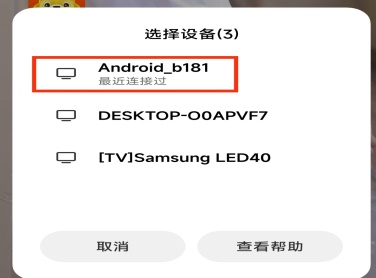 选择设备(3)
Android_b181
最近连接过
DESKTOP-O0APVF7
[TV]Samsung LED40
取消
查看帮助